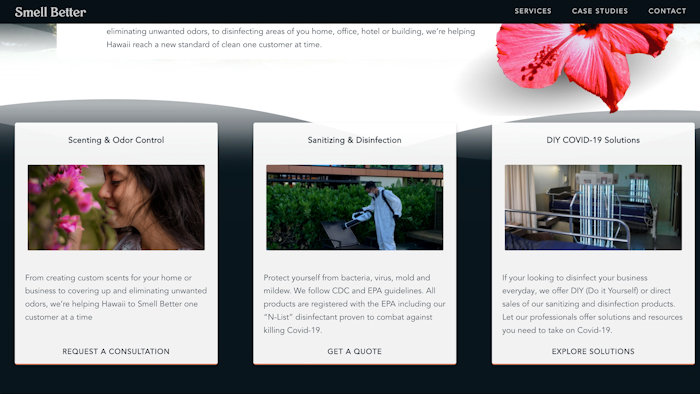 Smell Better
SERVICES CASE STUDIES CONTACT
eliminating unwanted odors, to disinfecting areas of you home, office, hotel or building, we're helping
Hawaii reach a new standard of clean one customer at time.
Scenting & Odor Control
From creating custom scents for your home or
business to covering up and eliminating unwanted
odors, we're helping Hawaii to Smell Better one
customer at a time
REQUEST A CONSULTATION
Sanitizing & Disinfection
Protect yourself from bacteria, virus, mold and
mildew. We follow CDC and EPA guidelines. All
products are registered with the EPA including our
“N-List” disinfectant proven to combat against
killing Covid-19.
GET A QUOTE
DIY COVID-19 Solutions
If your looking to disinfect your business
everyday, we offer DIY (Do it Yourself) or direct
sales of our sanitizing and disinfection products.
Let our professionals offer solutions and resources
you need to take on Covid-19.
EXPLORE SOLUTIONS